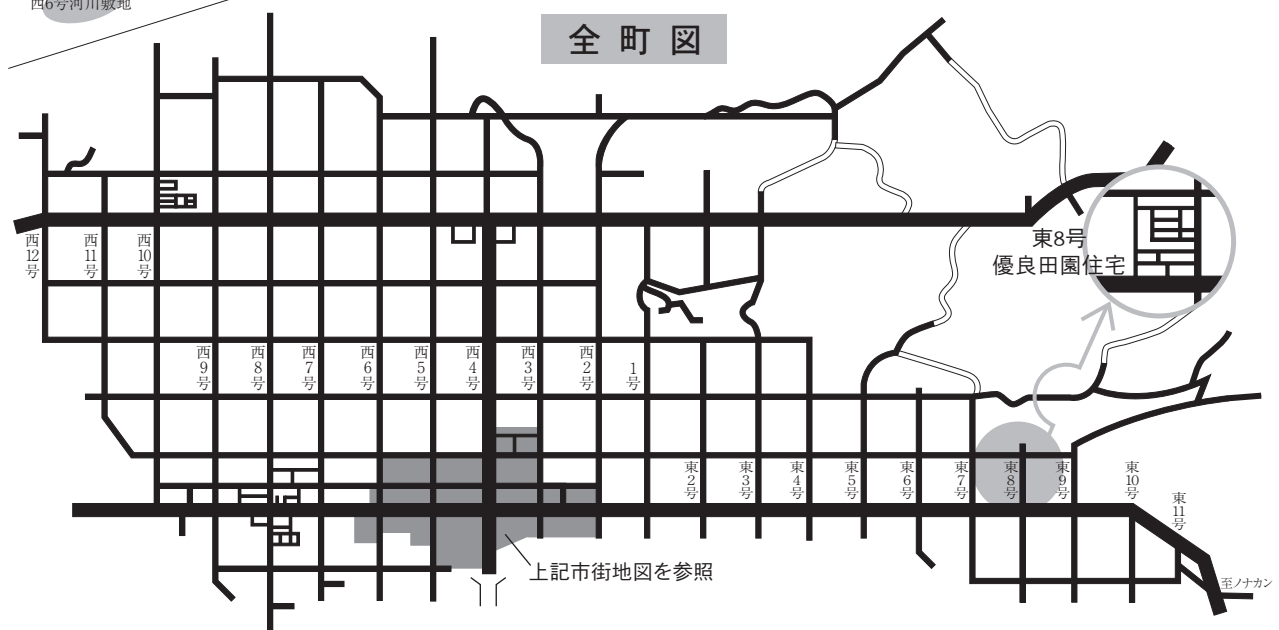 西6号河川敷地
全町図
西12号
西11号
西10号
東8号
優良田園住宅
西9号
西8号
西7号
西6号
西5号
西4号
西3号
西2号
1号
東2号
東3号
東4号
東5号
東6号
東7号
東8号
東9号
東10号
東11号
上記市街地図を参照
至ノナカン